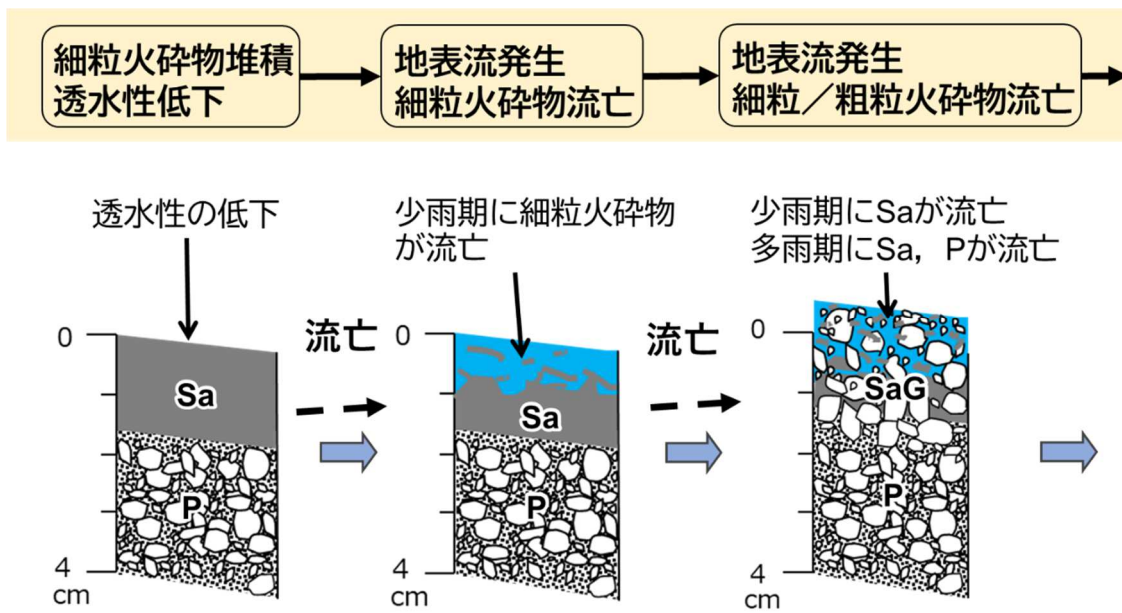 細粒火砕物堆積
透水性低下
地表流発生
細粒火砕物流亡
地表流発生
細粒／粗粒火砕物流亡
透水性の低下
少雨期に細粒火砕物
が流亡
少雨期にSaが流亡
多雨期にSa，Pが流亡
0
Sa
P
4
cm
流亡
0
Sa
P
4
cm
流亡
0
SaG
P
4
cm